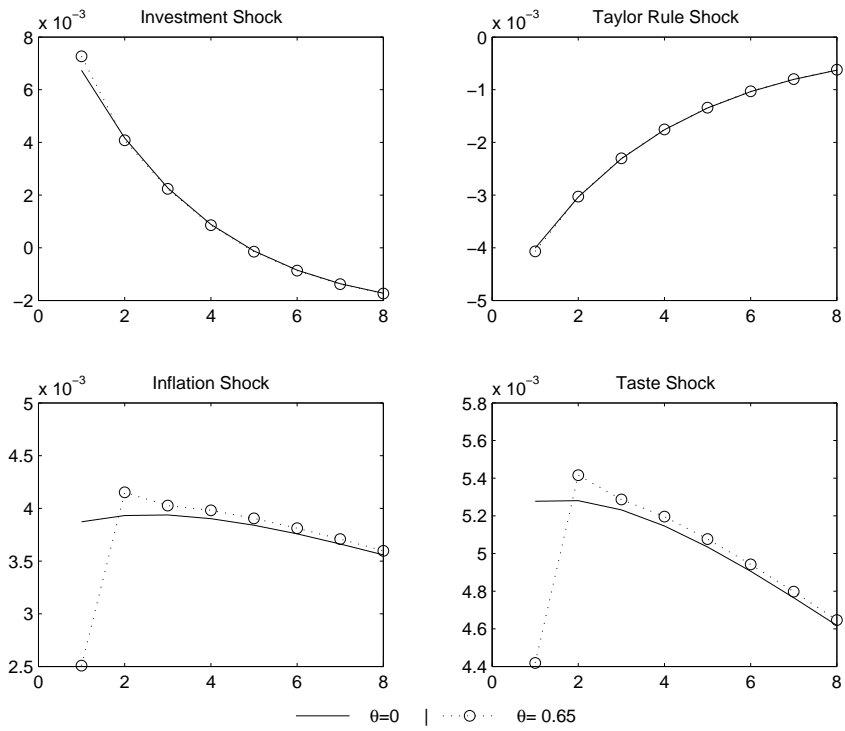 Investment Shock
x 10⁻³
8
6
4
2
0
−2
0 2 4 6 8
Taylor Rule Shock
x 10⁻³
0
−1
−2
−3
−4
−5
0 2 4 6 8
Inflation Shock
x 10⁻³
5
4.5
4
3.5
3
2.5
0 2 4 6 8
Taste Shock
x 10⁻³
5.8
5.6
5.4
5.2
5
4.8
4.6
4.4
0 2 4 6 8
θ=0 | θ= 0.65